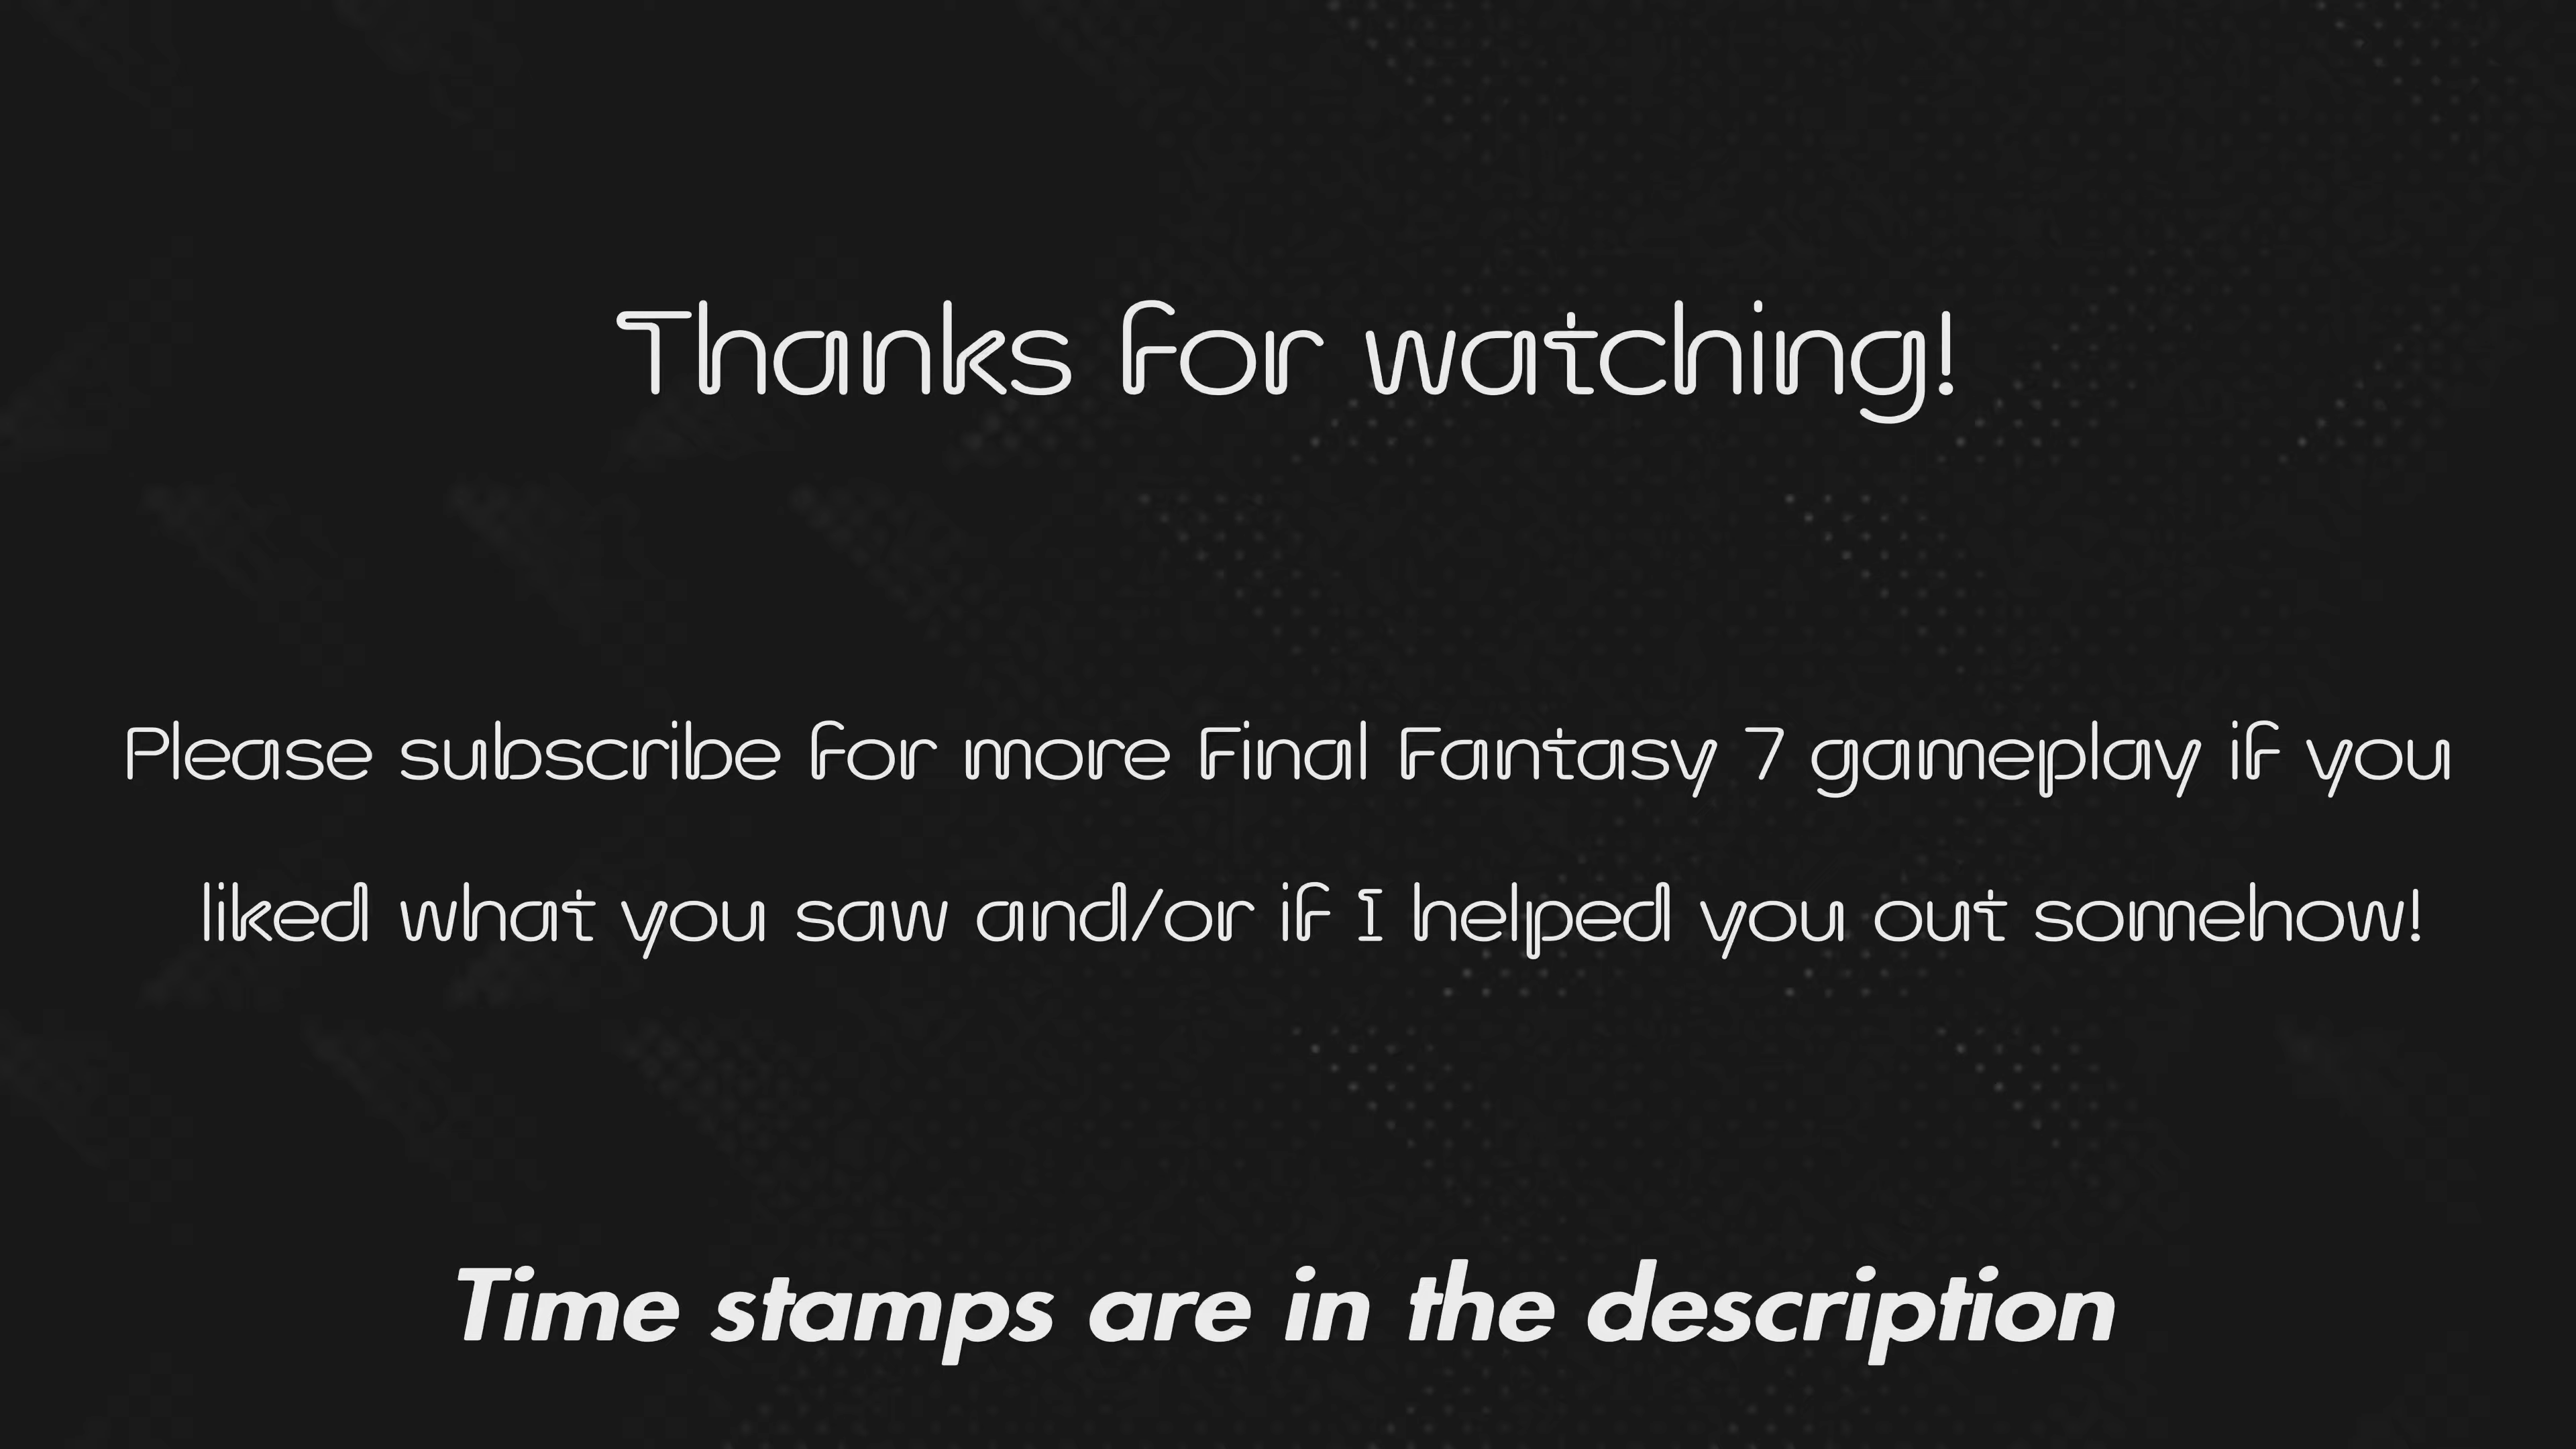 Thanks for watching!
Please subscribe for more Final Fantasy 7 gameplay if you
liked what you saw and/or if I helped you out somehow!
Time stamps are in the description